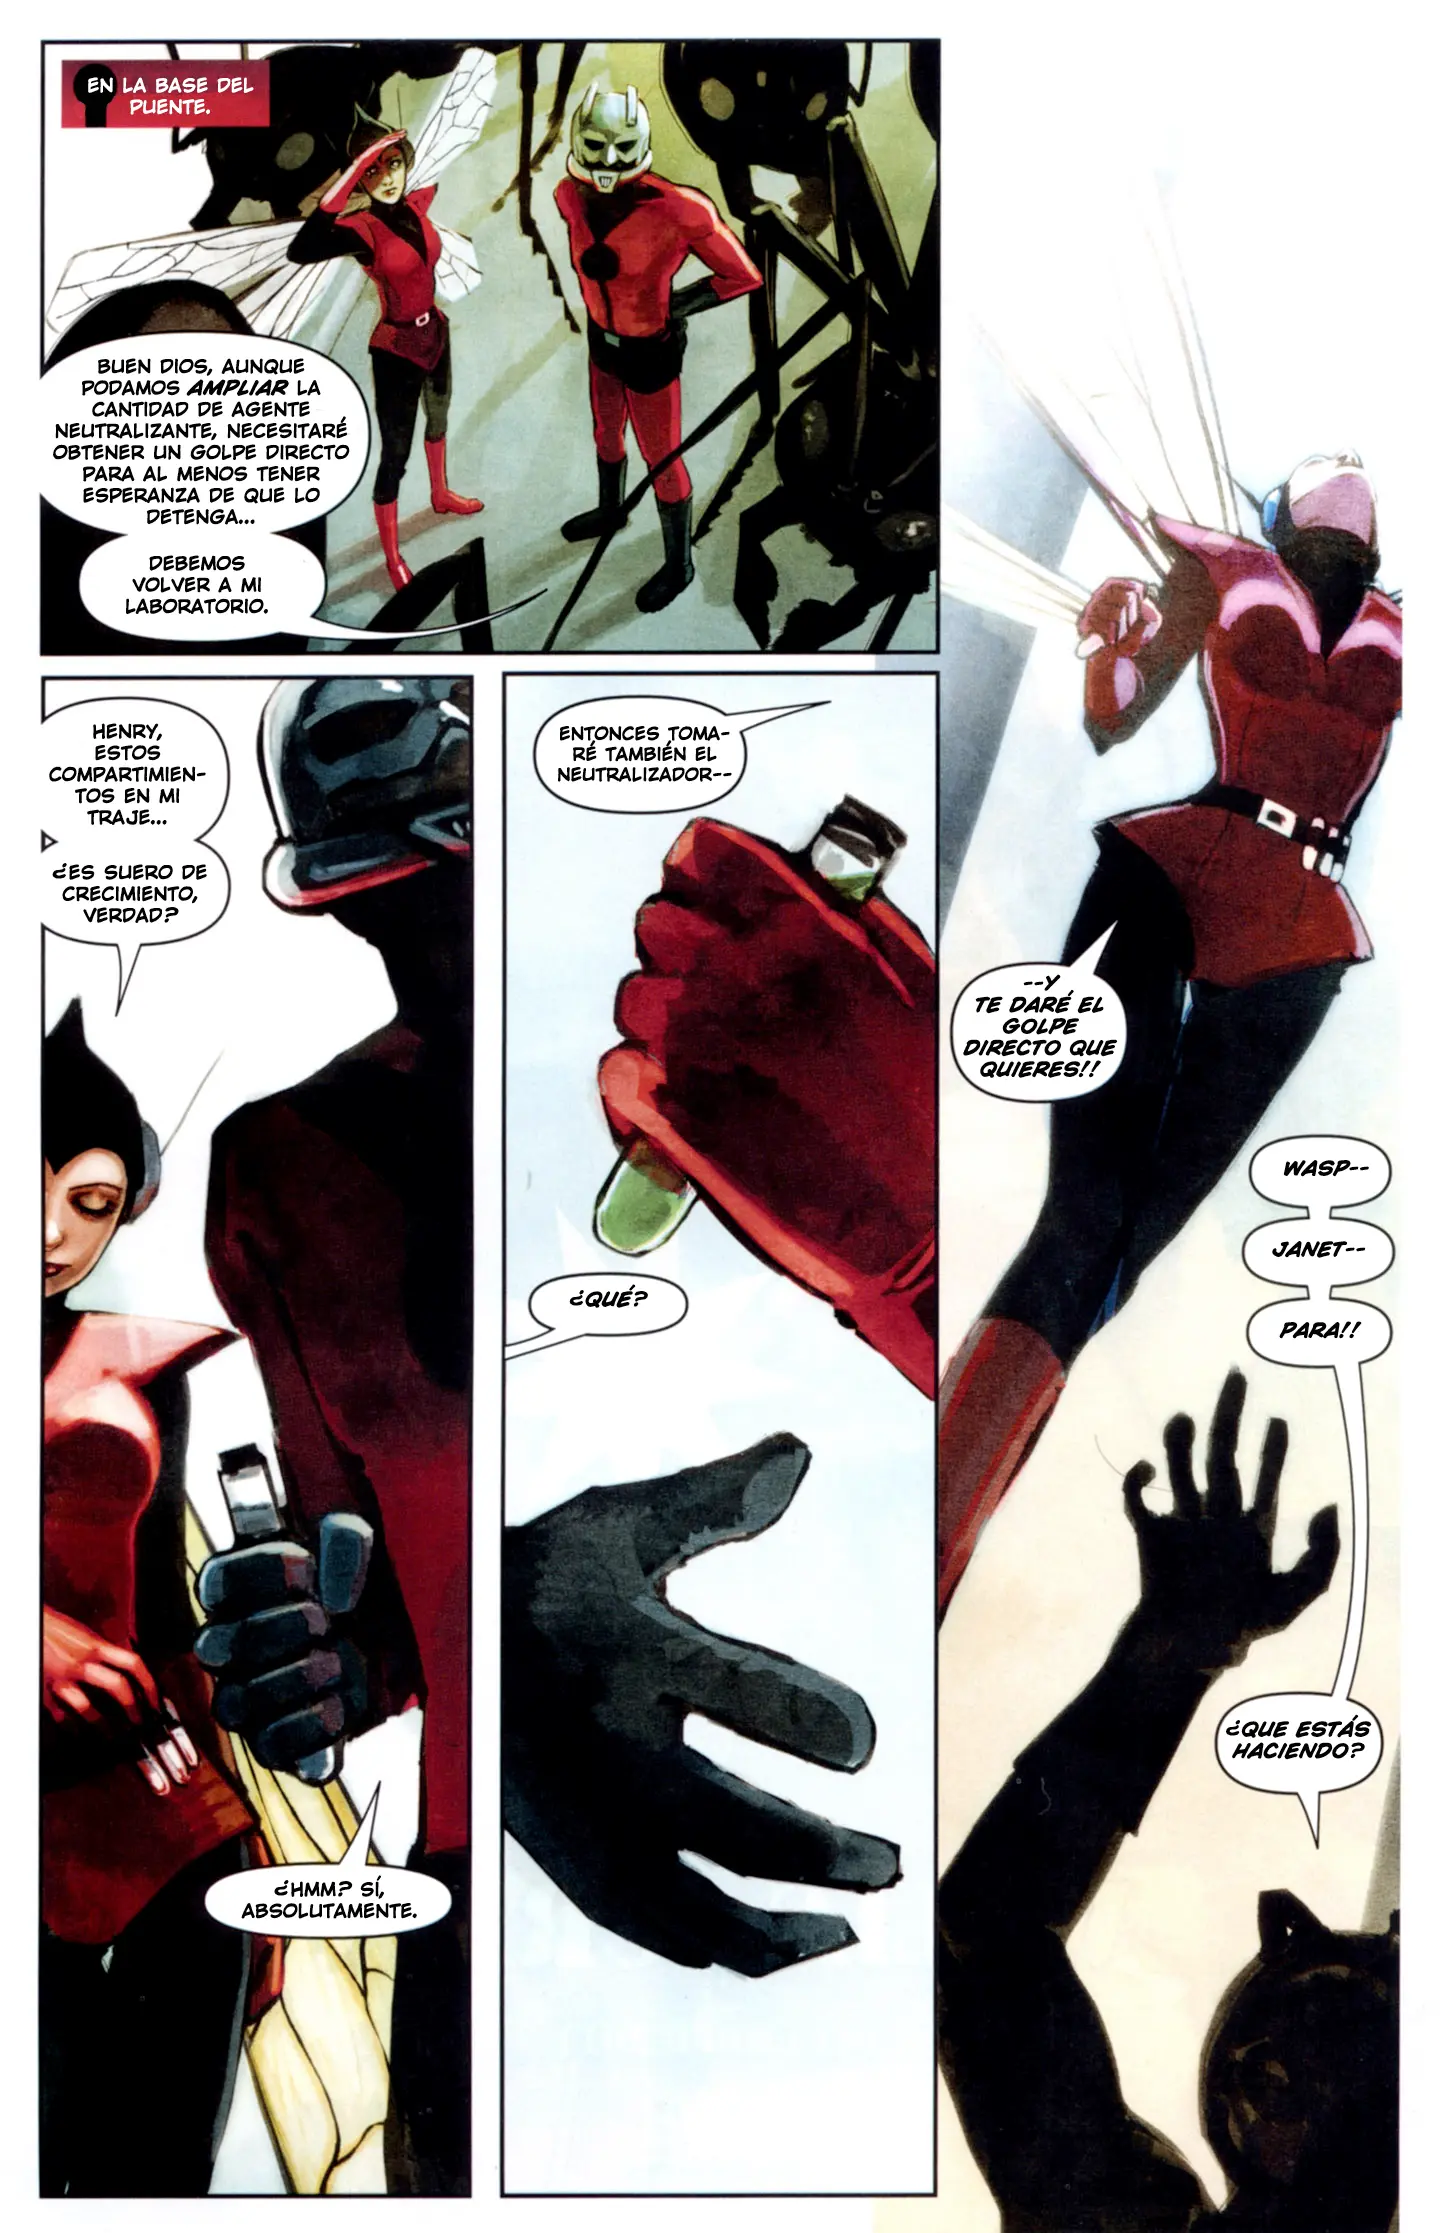 EN LA BASE DEL
PUENTE.
BUEN DIOS, AUNQUE
PODAMOS AMPLIAR LA
CANTIDAD DE AGENTE
NEUTRALIZANTE, NECESITARÉ
OBTENER UN GOLPE DIRECTO
PARA AL MENOS TENER
ESPERANZA DE QUE LO
DETENGA...
DEBEMOS
VOLVER A MI
LABORATORIO.
HENRY,
ESTOS
COMPARTIMIEN-
TOS EN MI
TRAJE...
¿ES SUERO DE
CRECIMIENTO,
VERDAD?
¿HMM? SÍ,
ABSOLUTAMENTE.
ENTONCES TOMA-
RÉ TAMBIÉN EL
NEUTRALIZADOR--
¿QUÉ?
--Y
TE DARÉ EL
GOLPE
DIRECTO QUE
QUIERES!!
WASP--
JANET--
PARA!!
¿QUE ESTÁS
HACIENDO?